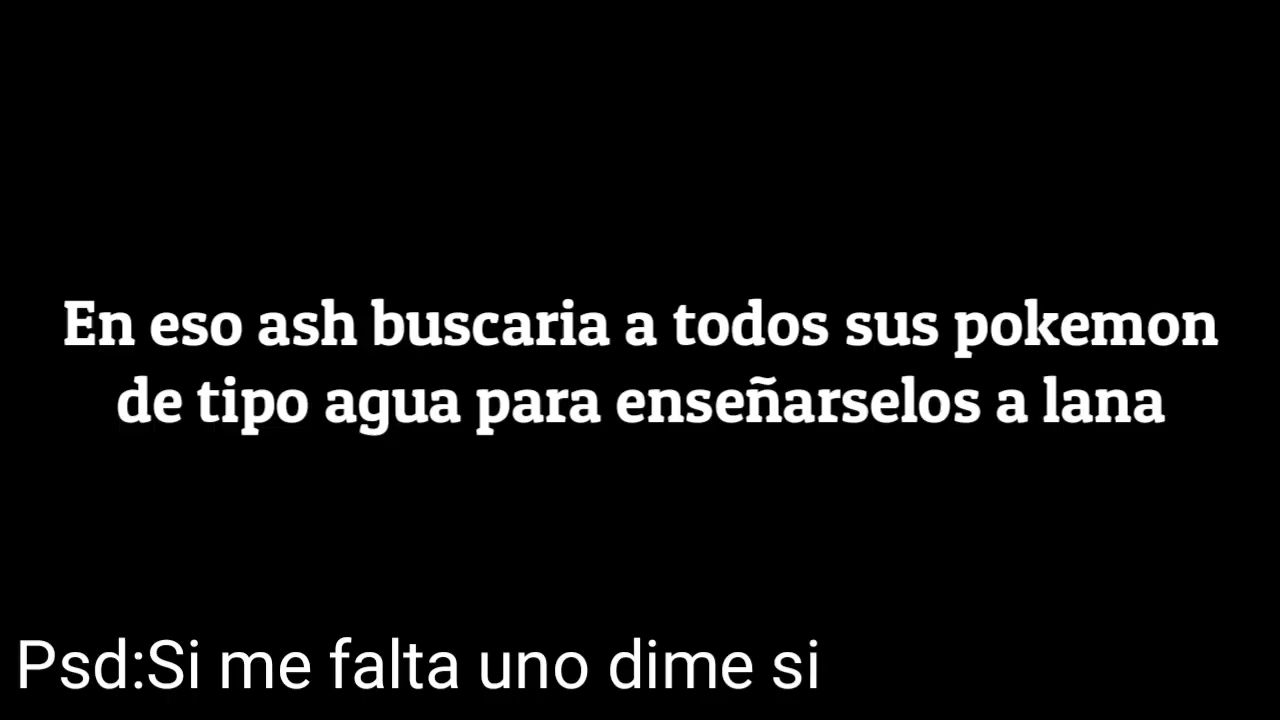 En eso ash buscaria a todos sus pokemon
de tipo agua para enseñarselos a lana
Psd:Si me falta uno dime si